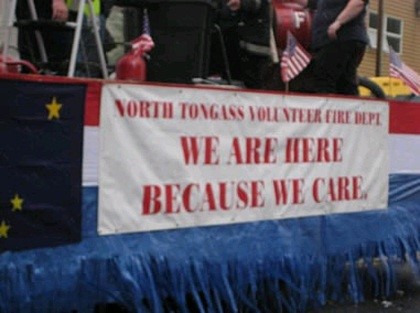 NORTH TONGASS VOLUNTEER FIRE DEPT.
WE ARE HERE
BECAUSE WE CARE.
F